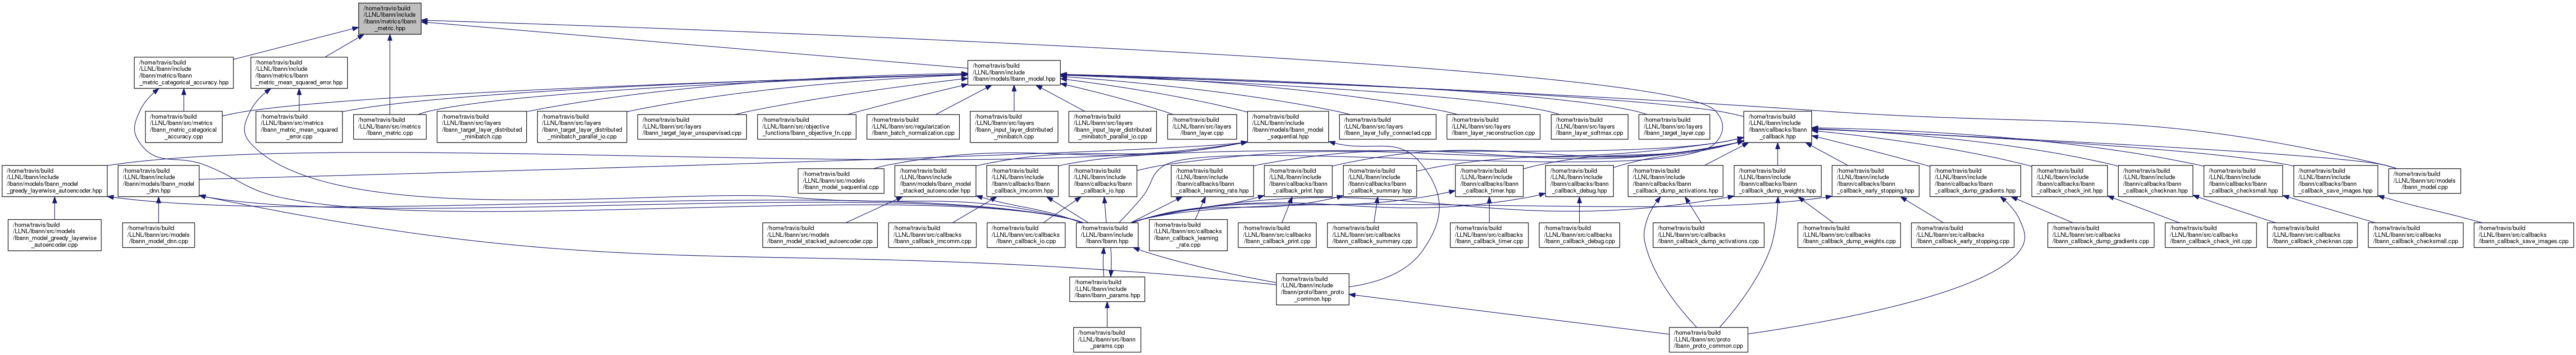 /home/travis/build
/LLNL/lbann/include
/lbann/metrics/lbann
_metric.hpp
/home/travis/build
/LLNL/lbann/include
/lbann/metrics/lbann
_metric_categorical_accuracy.hpp
/home/travis/build
/LLNL/lbann/include
/lbann/metrics/lbann
_metric_mean_squared_error.hpp
/home/travis/build
/LLNL/lbann/include
/lbann/models/lbann_model.hpp
/home/travis/build
/LLNL/lbann/src/metrics
/lbann_metric_categorical
_accuracy.cpp
/home/travis/build
/LLNL/lbann/src/metrics
/lbann_metric_mean_squared
_error.cpp
/home/travis/build
/LLNL/lbann/src/metrics
/lbann_metric.cpp
/home/travis/build
/LLNL/lbann/src/layers
/lbann_target_layer_distributed
_minibatch.cpp
/home/travis/build
/LLNL/lbann/src/layers
/lbann_target_layer_distributed
_minibatch_parallel_io.cpp
/home/travis/build
/LLNL/lbann/src/layers
/lbann_target_layer_unsupervised.cpp
/home/travis/build
/LLNL/lbann/src/objective
_functions/lbann_objective_fn.cpp
/home/travis/build
/LLNL/lbann/src/regularization
/lbann_batch_normalization.cpp
/home/travis/build
/LLNL/lbann/src/layers
/lbann_input_layer_distributed
_minibatch.cpp
/home/travis/build
/LLNL/lbann/src/layers
/lbann_input_layer_distributed
_minibatch_parallel_io.cpp
/home/travis/build
/LLNL/lbann/src/layers
/lbann_layer.cpp
/home/travis/build
/LLNL/lbann/include
/lbann/models/lbann_model
_sequential.hpp
/home/travis/build
/LLNL/lbann/src/layers
/lbann_layer_fully_connected.cpp
/home/travis/build
/LLNL/lbann/src/layers
/lbann_layer_reconstruction.cpp
/home/travis/build
/LLNL/lbann/src/layers
/lbann_layer_softmax.cpp
/home/travis/build
/LLNL/lbann/src/layers
/lbann_target_layer.cpp
/home/travis/build
/LLNL/lbann/include
/lbann/callbacks/lbann
_callback.hpp
/home/travis/build
/LLNL/lbann/include
/lbann/models/lbann_model
_greedy_layerwise_autoencoder.hpp
/home/travis/build
/LLNL/lbann/include
/lbann/models/lbann_model
_dnn.hpp
/home/travis/build
/LLNL/lbann/src/models
/lbann_model_sequential.cpp
/home/travis/build
/LLNL/lbann/include
/lbann/models/lbann_model
_stacked_autoencoder.hpp
/home/travis/build
/LLNL/lbann/include
/lbann/callbacks/lbann
_callback_imcomm.hpp
/home/travis/build
/LLNL/lbann/include
/lbann/callbacks/lbann
_callback_io.hpp
/home/travis/build
/LLNL/lbann/include
/lbann/callbacks/lbann
_callback_learning_rate.hpp
/home/travis/build
/LLNL/lbann/include
/lbann/callbacks/lbann
_callback_print.hpp
/home/travis/build
/LLNL/lbann/include
/lbann/callbacks/lbann
_callback_summary.hpp
/home/travis/build
/LLNL/lbann/include
/lbann/callbacks/lbann
_callback_timer.hpp
/home/travis/build
/LLNL/lbann/include
/lbann/callbacks/lbann
_callback_debug.hpp
/home/travis/build
/LLNL/lbann/include
/lbann/callbacks/lbann
_callback_dump_activations.hpp
/home/travis/build
/LLNL/lbann/include
/lbann/callbacks/lbann
_callback_dump_weights.hpp
/home/travis/build
/LLNL/lbann/include
/lbann/callbacks/lbann
_callback_early_stopping.hpp
/home/travis/build
/LLNL/lbann/include
/lbann/callbacks/lbann
_callback_dump_gradients.hpp
/home/travis/build
/LLNL/lbann/include
/lbann/callbacks/lbann
_callback_check_init.hpp
/home/travis/build
/LLNL/lbann/include
/lbann/callbacks/lbann
_callback_checknan.hpp
/home/travis/build
/LLNL/lbann/include
/lbann/callbacks/lbann
_callback_checksmall.hpp
/home/travis/build
/LLNL/lbann/include
/lbann/callbacks/lbann
_callback_save_images.hpp
/home/travis/build
/LLNL/lbann/src/models
/lbann_model.cpp
/home/travis/build
/LLNL/lbann/src/models
/lbann_model_greedy_layerwise
_autoencoder.cpp
/home/travis/build
/LLNL/lbann/src/models
/lbann_model_dnn.cpp
/home/travis/build
/LLNL/lbann/src/models
/lbann_model_stacked_autoencoder.cpp
/home/travis/build
/LLNL/lbann/src/callbacks
/lbann_callback_imcomm.cpp
/home/travis/build
/LLNL/lbann/src/callbacks
/lbann_callback_io.cpp
/home/travis/build
/LLNL/lbann/include
/lbann/lbann.hpp
/home/travis/build
/LLNL/lbann/src/callbacks
/lbann_callback_learning
_rate.cpp
/home/travis/build
/LLNL/lbann/src/callbacks
/lbann_callback_print.cpp
/home/travis/build
/LLNL/lbann/src/callbacks
/lbann_callback_summary.cpp
/home/travis/build
/LLNL/lbann/src/callbacks
/lbann_callback_timer.cpp
/home/travis/build
/LLNL/lbann/src/callbacks
/lbann_callback_debug.cpp
/home/travis/build
/LLNL/lbann/src/callbacks
/lbann_callback_dump_activations.cpp
/home/travis/build
/LLNL/lbann/src/callbacks
/lbann_callback_dump_weights.cpp
/home/travis/build
/LLNL/lbann/src/callbacks
/lbann_callback_early_stopping.cpp
/home/travis/build
/LLNL/lbann/src/callbacks
/lbann_callback_dump_gradients.cpp
/home/travis/build
/LLNL/lbann/src/callbacks
/lbann_callback_check_init.cpp
/home/travis/build
/LLNL/lbann/src/callbacks
/lbann_callback_checknan.cpp
/home/travis/build
/LLNL/lbann/src/callbacks
/lbann_callback_checksmall.cpp
/home/travis/build
/LLNL/lbann/src/callbacks
/lbann_callback_save_images.cpp
/home/travis/build
/LLNL/lbann/include
/lbann/lbann_params.hpp
/home/travis/build
/LLNL/lbann/include
/lbann/proto/lbann_proto
_common.hpp
/home/travis/build
/LLNL/lbann/src/lbann
_params.cpp
/home/travis/build
/LLNL/lbann/src/proto
/lbann_proto_common.cpp